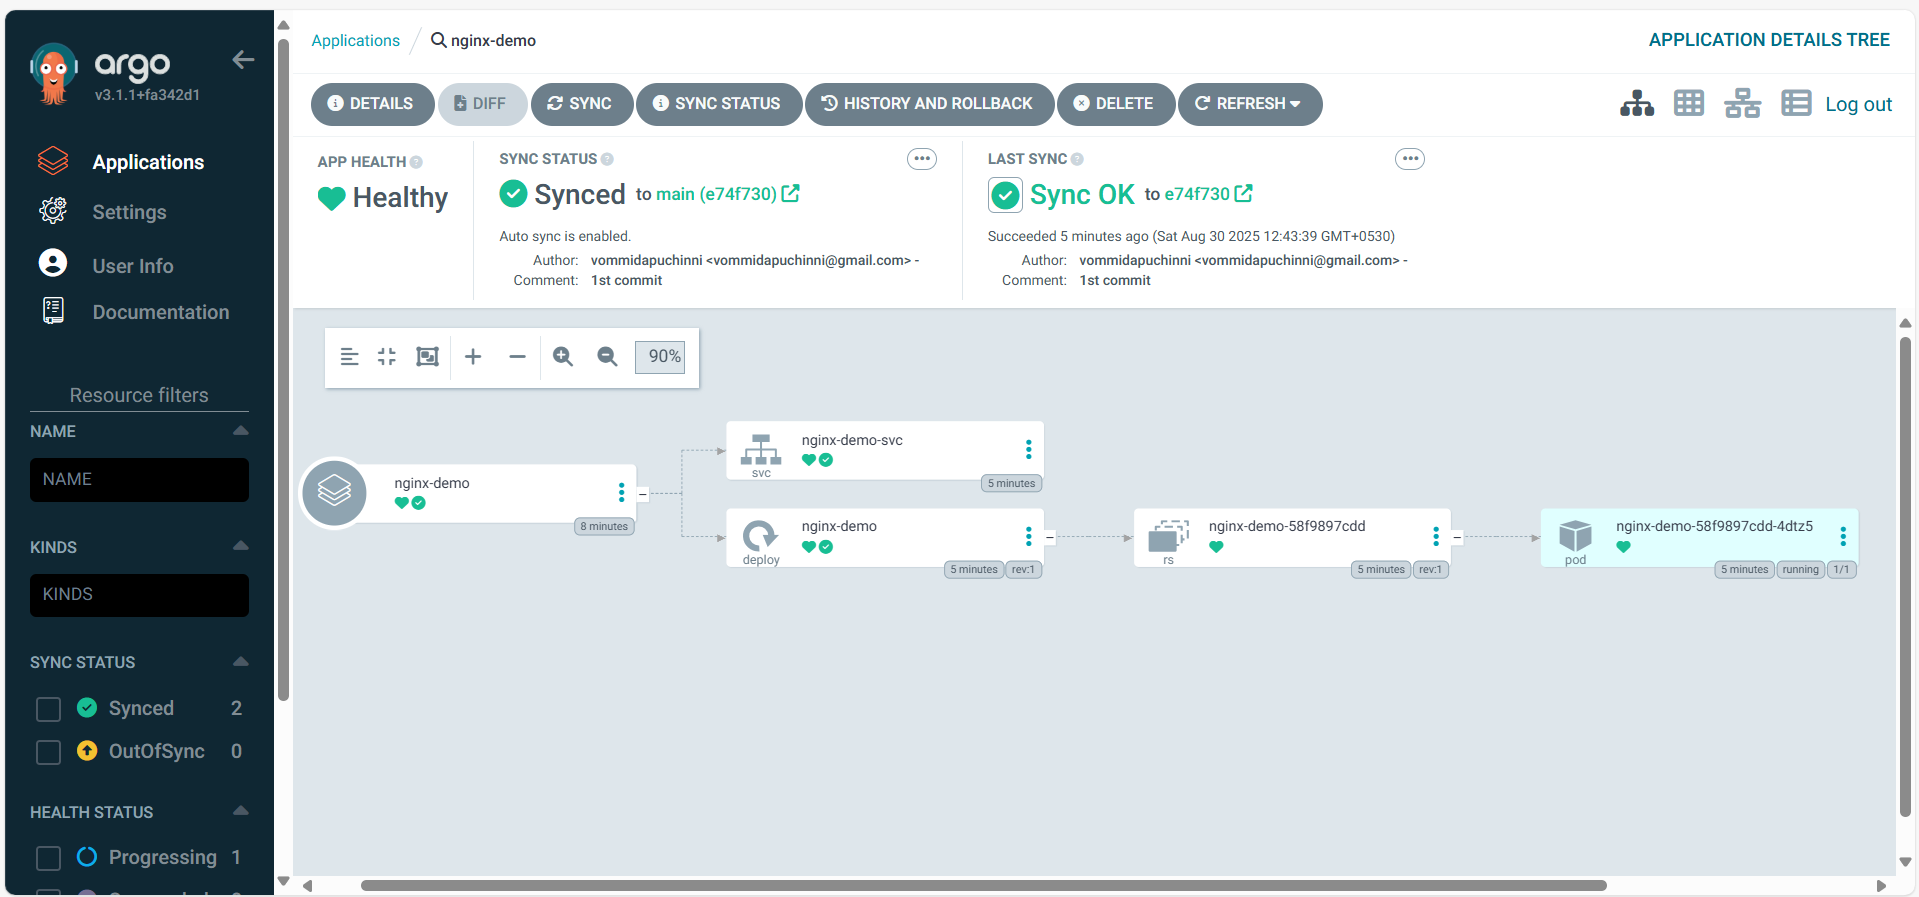 argo
v3.1.1+fa342d1
Applications
Settings
User Info
Documentation
Resource filters
NAME
NAME
KINDS
KINDS
SYNC STATUS
Synced 2
OutOfSync 0
HEALTH STATUS
Progressing 1
Applications / nginx-demo
APPLICATION DETAILS TREE
DETAILS DIFF SYNC SYNC STATUS HISTORY AND ROLLBACK DELETE REFRESH
Log out
APP HEALTH
Healthy
SYNC STATUS
Synced to main (e74f730)
Auto sync is enabled.
Author: vommidapuchinni <vommidapuchinni@gmail.com> -
Comment: 1st commit
LAST SYNC
Sync OK to e74f730
Succeeded 5 minutes ago (Sat Aug 30 2025 12:43:39 GMT+0530)
Author: vommidapuchinni <vommidapuchinni@gmail.com> -
Comment: 1st commit
90%
nginx-demo
8 minutes
nginx-demo-svc
svc
5 minutes
nginx-demo
deploy
5 minutes rev:1
nginx-demo-58f9897cdd
rs
5 minutes rev:1
nginx-demo-58f9897cdd-4dtz5
pod
5 minutes running 1/1